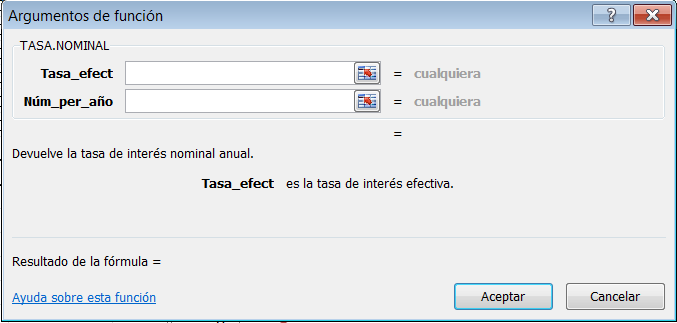 Argumentos de función
TASA.NOMINAL
Tasa_efect = cualquiera
Núm_per_año = cualquiera
=
Devuelve la tasa de interés nominal anual.
Tasa_efect es la tasa de interés efectiva.
Resultado de la fórmula =
Ayuda sobre esta función
Aceptar Cancelar